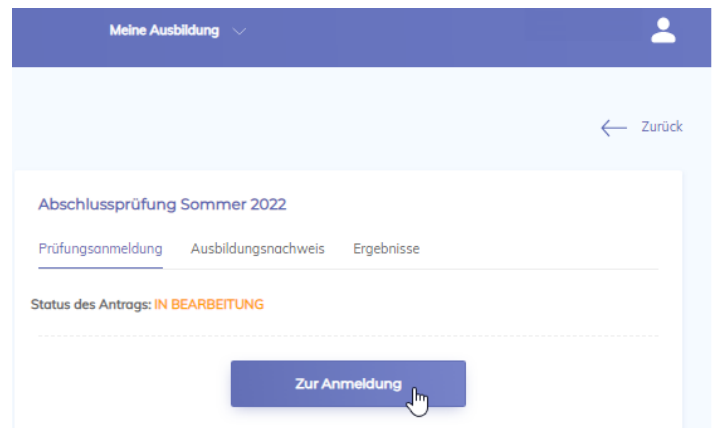 Meine Ausbildung
Zurück
Abschlussprüfung Sommer 2022
Prüfungsanmeldung Ausbildungsnachweis Ergebnisse
Status des Antrags: IN BEARBEITUNG
Zur Anmeldung